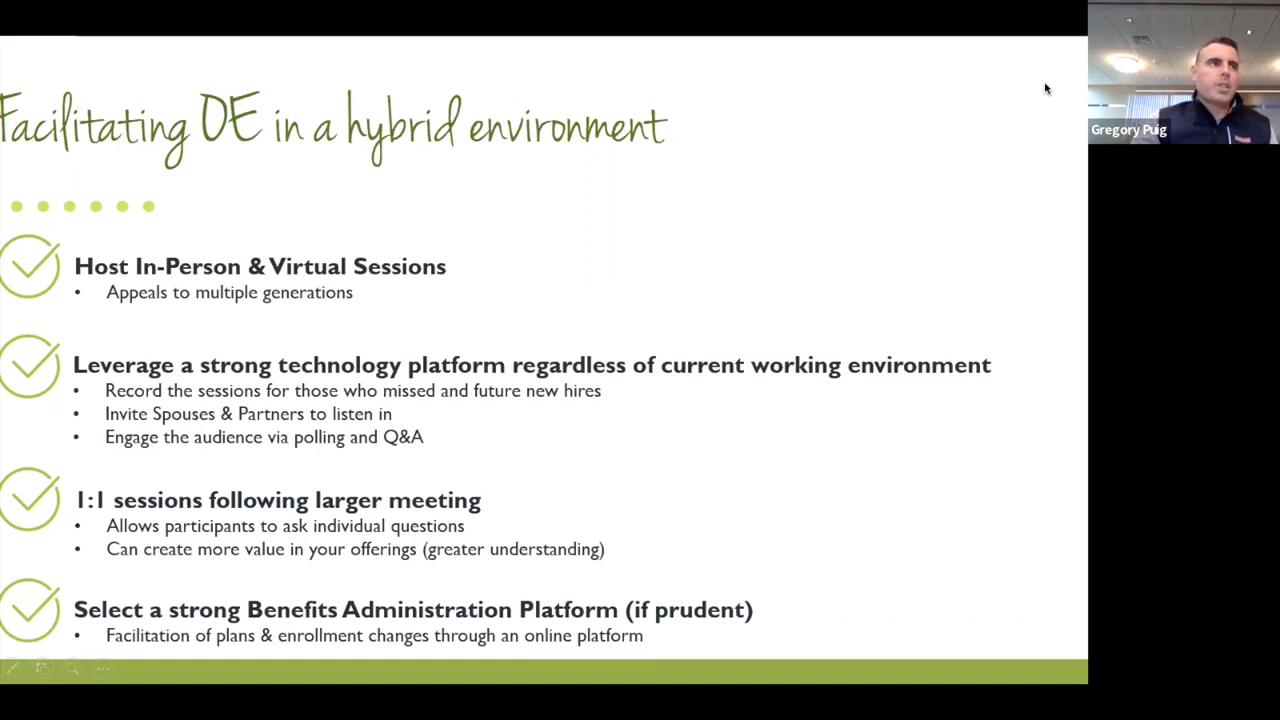 Facilitating OE in a hybrid environment
Gregory Puig
Host In-Person & Virtual Sessions
• Appeals to multiple generations
Leverage a strong technology platform regardless of current working environment
• Record the sessions for those who missed and future new hires
• Invite Spouses & Partners to listen in
• Engage the audience via polling and Q&A
1:1 sessions following larger meeting
• Allows participants to ask individual questions
• Can create more value in your offerings (greater understanding)
Select a strong Benefits Administration Platform (if prudent)
• Facilitation of plans & enrollment changes through an online platform